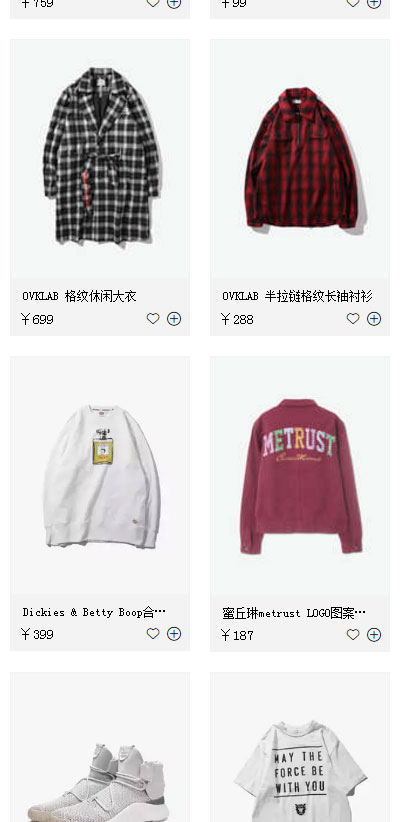 ￥759
￥99
OVKLAB 格纹休闲大衣
￥699
OVKLAB 半拉链格纹长袖衬衫
￥288
METRUST
Dickies & Betty Boop合…
￥399
蜜丘琳metrust LOGO图案…
￥187
MAY THE
FORCE BE
WITH YOU